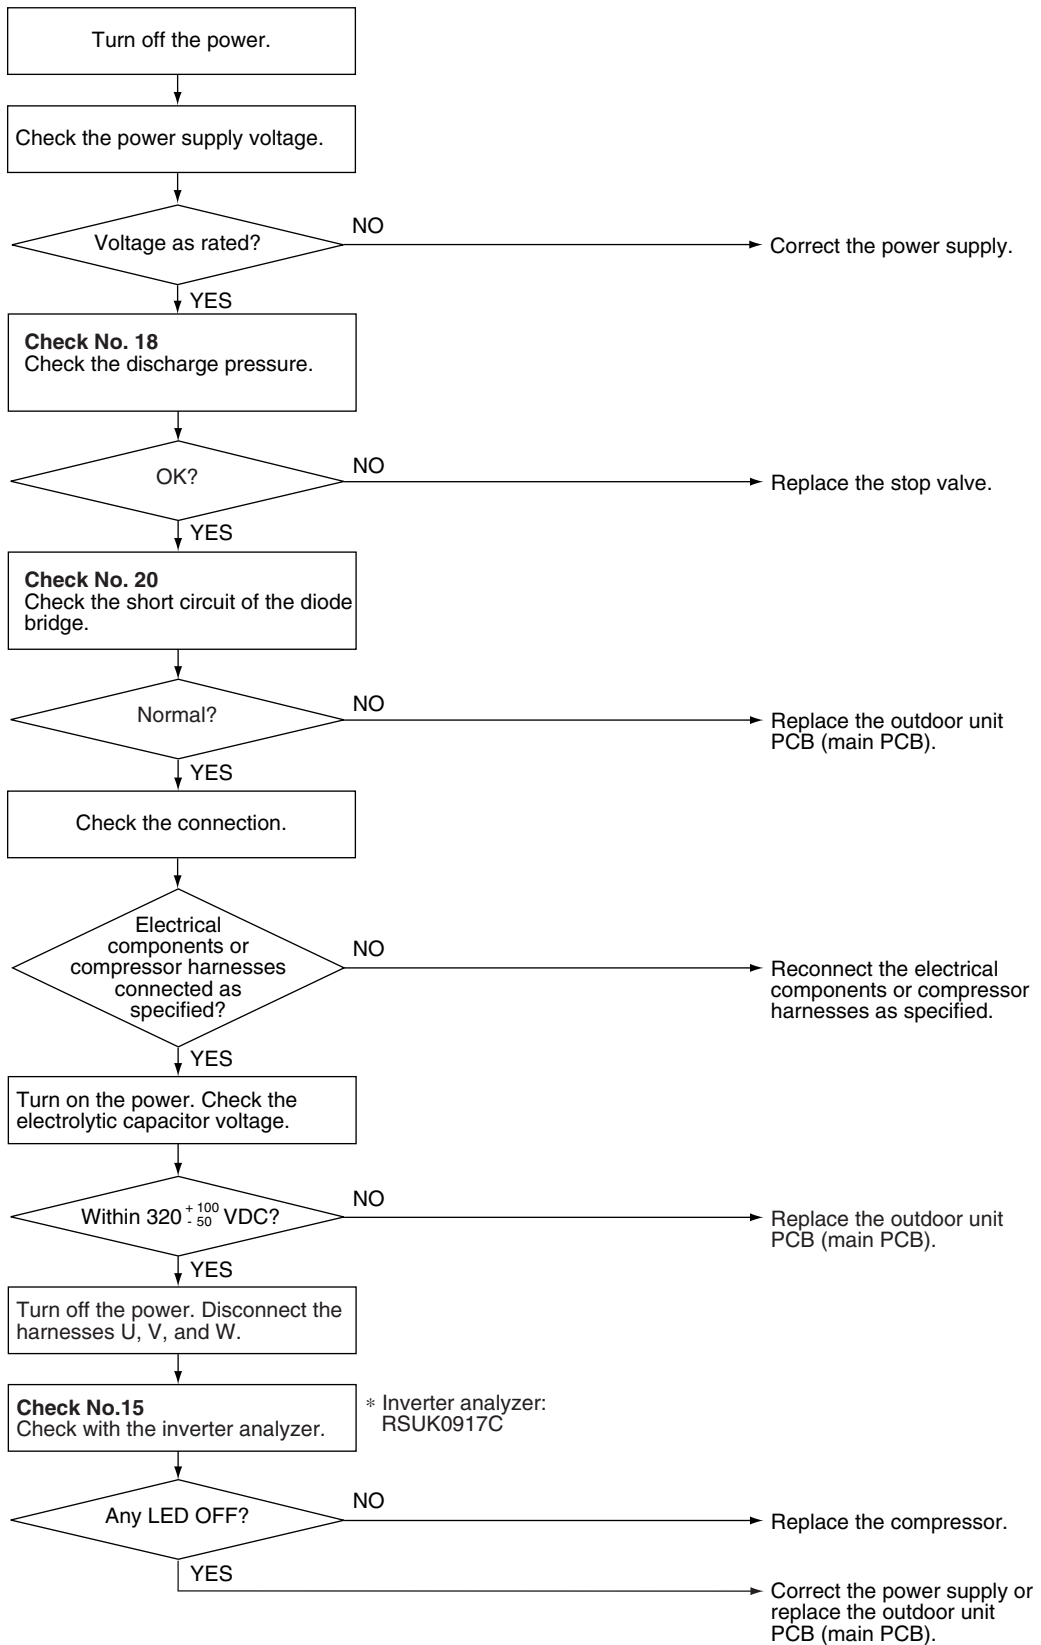 Turn off the power.
Check the power supply voltage.
Voltage as rated?
NO
Correct the power supply.
YES
Check No. 18
Check the discharge pressure.
OK?
NO
Replace the stop valve.
YES
Check No. 20
Check the short circuit of the diode
bridge.
Normal?
NO
Replace the outdoor unit
PCB (main PCB).
YES
Check the connection.
Electrical
components or
compressor harnesses
connected as
specified?
NO
Reconnect the electrical
components or compressor
harnesses as specified.
YES
Turn on the power. Check the
electrolytic capacitor voltage.
Within 320 + 100 - 50 VDC?
NO
Replace the outdoor unit
PCB (main PCB).
YES
Turn off the power. Disconnect the
harnesses U, V, and W.
Check No.15
Check with the inverter analyzer.
* Inverter analyzer:
RSUK0917C
Any LED OFF?
NO
Replace the compressor.
YES
Correct the power supply or
replace the outdoor unit
PCB (main PCB).